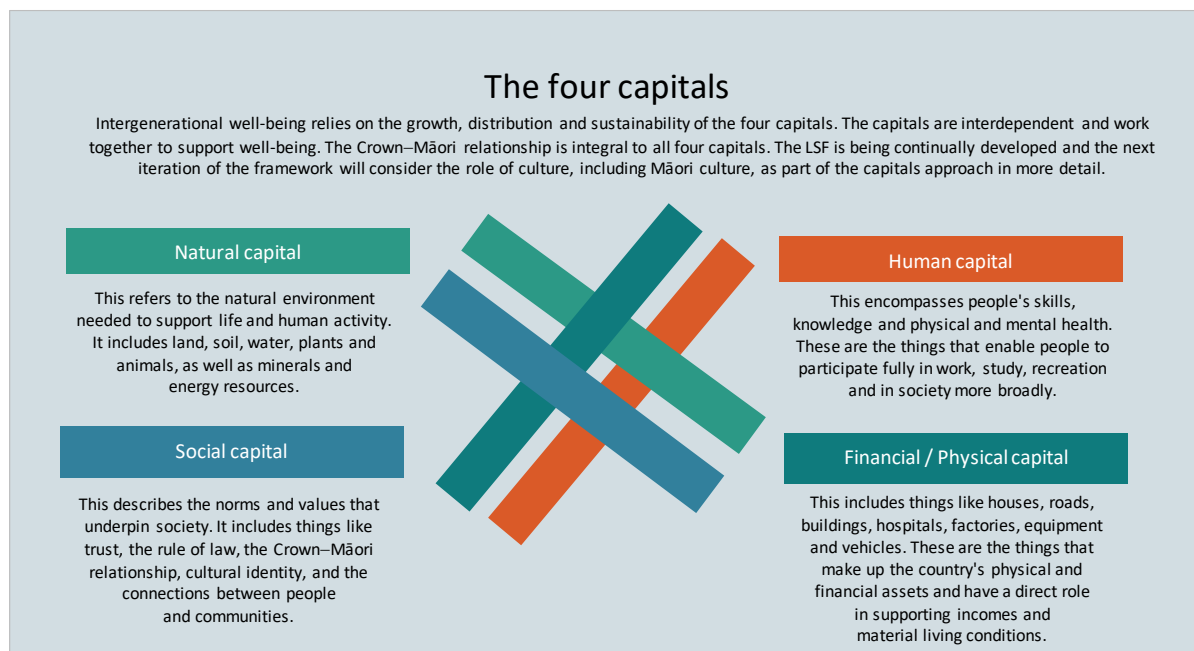 The four capitals
Intergenerational well-being relies on the growth, distribution and sustainability of the four capitals. The capitals are interdependent and work
together to support well-being. The Crown–Māori relationship is integral to all four capitals. The LSF is being continually developed and the next
iteration of the framework will consider the role of culture, including Māori culture, as part of the capitals approach in more detail.
Natural capital
This refers to the natural environment
needed to support life and human activity.
It includes land, soil, water, plants and
animals, as well as minerals and
energy resources.
Human capital
This encompasses people's skills,
knowledge and physical and mental health.
These are the things that enable people to
participate fully in work, study, recreation
and in society more broadly.
Social capital
This describes the norms and values that
underpin society. It includes things like
trust, the rule of law, the Crown–Māori
relationship, cultural identity, and the
connections between people
and communities.
Financial / Physical capital
This includes things like houses, roads,
buildings, hospitals, factories, equipment
and vehicles. These are the things that
make up the country's physical and
financial assets and have a direct role
in supporting incomes and
material living conditions.